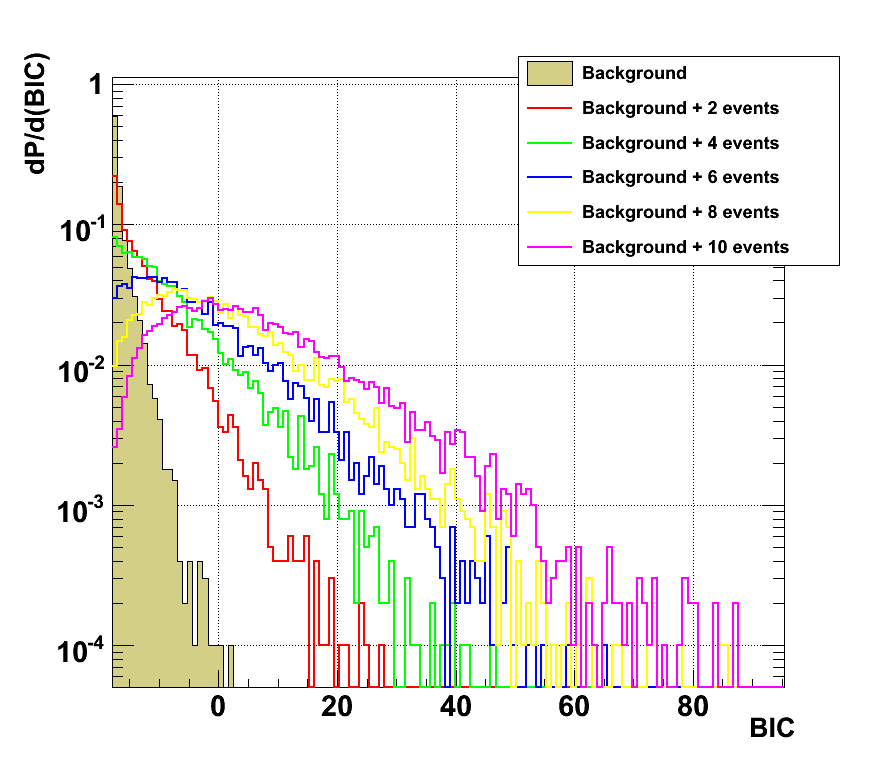 dP/d(BIC)
1
10-1
10-2
10-3
10-4
0 20 40 60 80
BIC
Background
Background + 2 events
Background + 4 events
Background + 6 events
Background + 8 events
Background + 10 events